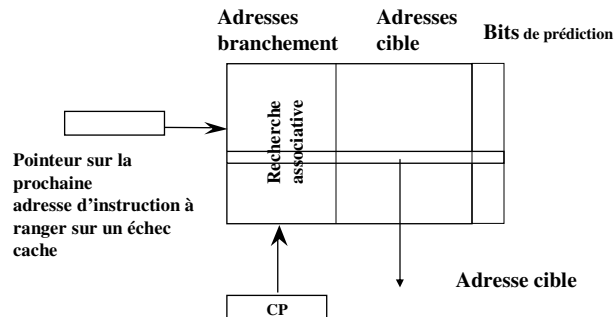 Adresses
branchement
Adresses
cible
Bits de prédiction
Recherche
associative
Pointeur sur la
prochaine
adresse d'instruction à
ranger sur un échec
cache
Adresse cible
CP